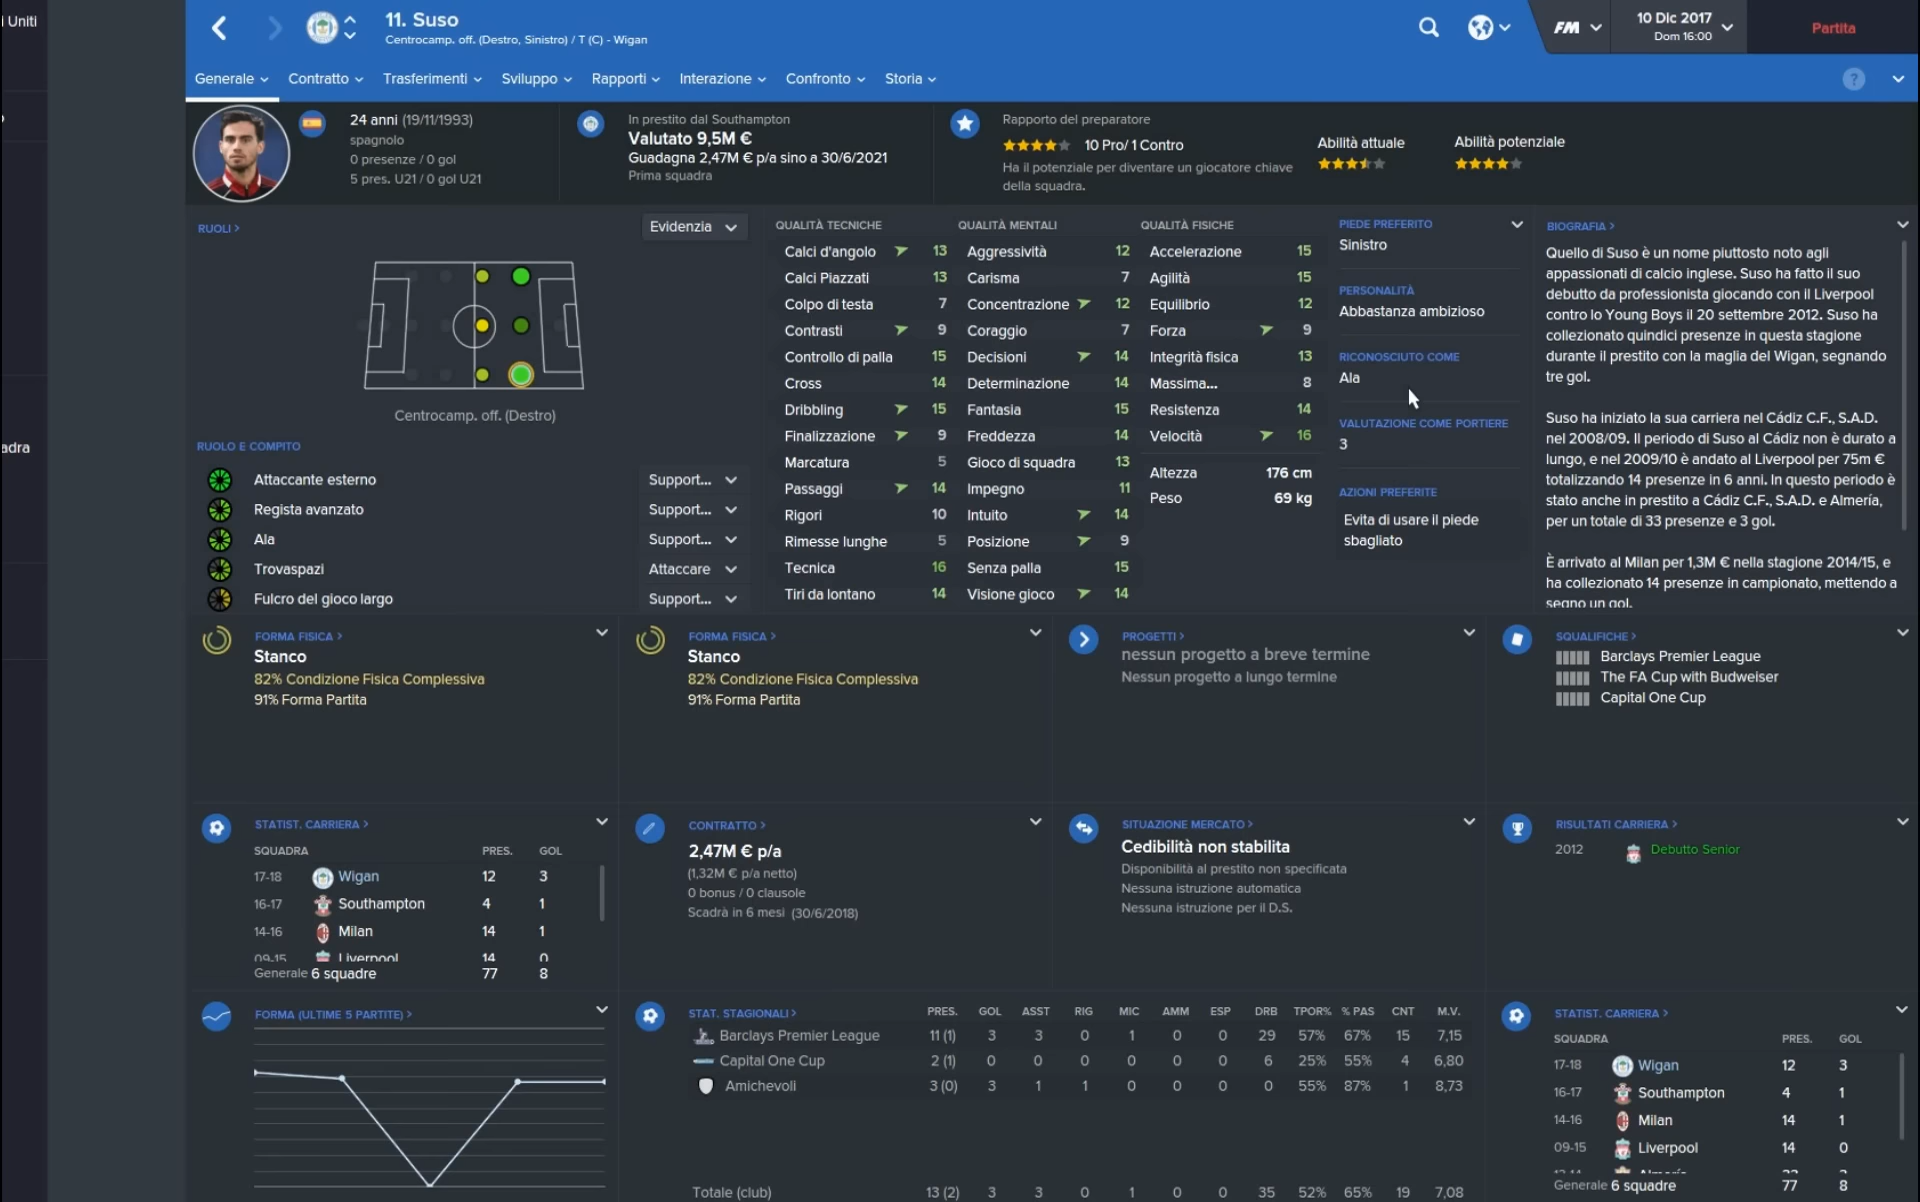 i Uniti
11. Suso
Centrocamp. off. (Destro, Sinistro) / T (C) - Wigan
FM
10 Dic 2017
Dom 16:00
Partita
Generale
Contratto
Trasferimenti
Sviluppo
Rapporti
Interazione
Confronto
Storia
?
24 anni (19/11/1993)
spagnolo
0 presenze / 0 gol
5 pres. U21 / 0 gol U21
In prestito dal Southampton
Valutato 9,5M €
Guadagna 2,47M € p/a sino a 30/6/2021
Prima squadra
Rapporto del preparatore
10 Pro/ 1 Contro
Ha il potenziale per diventare un giocatore chiave
della squadra.
Abilità attuale
Abilità potenziale
RUOLI >
Evidenzia
Centrocamp. off. (Destro)
adra
RUOLO E COMPITO
Attaccante esterno Support...
Regista avanzato Support...
Ala Support...
Trovaspazi Attaccare
Fulcro del gioco largo Support...
QUALITÀ TECNICHE
Calci d'angolo 13
Calci Piazzati 13
Colpo di testa 7
Contrasti 9
Controllo di palla 15
Cross 14
Dribbling 15
Finalizzazione 9
Marcatura 5
Passaggi 14
Rigori 10
Rimesse lunghe 5
Tecnica 16
Tiri da lontano 14
QUALITÀ MENTALI
Aggressività 12
Carisma 7
Concentrazione 12
Coraggio 7
Decisioni 14
Determinazione 14
Fantasia 15
Freddezza 14
Gioco di squadra 13
Impegno 11
Intuito 14
Posizione 9
Senza palla 15
Visione gioco 14
QUALITÀ FISICHE
Accelerazione 15
Agilità 15
Equilibrio 12
Forza 9
Integrità fisica 13
Massima... 8
Resistenza 14
Velocità 16
Altezza 176 cm
Peso 69 kg
PIEDE PREFERITO
Sinistro
PERSONALITÀ
Abbastanza ambizioso
RICONOSCIUTO COME
Ala
VALUTAZIONE COME PORTIERE
3
AZIONI PREFERITE
Evita di usare il piede
sbagliato
BIOGRAFIA >
Quello di Suso è un nome piuttosto noto agli
appassionati di calcio inglese. Suso ha fatto il suo
debutto da professionista giocando con il Liverpool
contro lo Young Boys il 20 settembre 2012. Suso ha
collezionato quindici presenze in questa stagione
durante il prestito con la maglia del Wigan, segnando
tre gol.
Suso ha iniziato la sua carriera nel Cádiz C.F., S.A.D.
nel 2008/09. Il periodo di Suso al Cádiz non è durato a
lungo, e nel 2009/10 è andato al Liverpool per 75m €
totalizzando 14 presenze in 6 anni. In questo periodo è
stato anche in prestito a Cádiz C.F., S.A.D. e Almería,
per un totale di 33 presenze e 3 gol.
È arrivato al Milan per 1,3M € nella stagione 2014/15, e
ha collezionato 14 presenze in campionato, mettendo a
segno un gol.
FORMA FISICA >
Stanco
82% Condizione Fisica Complessiva
91% Forma Partita
FORMA FISICA >
Stanco
82% Condizione Fisica Complessiva
91% Forma Partita
PROGETTI >
nessun progetto a breve termine
Nessun progetto a lungo termine
SQUALIFICHE >
Barclays Premier League
The FA Cup with Budweiser
Capital One Cup
STATIST. CARRIERA >
SQUADRA PRES. GOL
17-18 Wigan 12 3
16-17 Southampton 4 1
14-16 Milan 14 1
09-15 Liverpool 14 0
Generale 6 squadre 77 8
CONTRATTO >
2,47M € p/a
(1,32M € p/a netto)
0 bonus / 0 clausole
Scadrà in 6 mesi (30/6/2018)
SITUAZIONE MERCATO >
Cedibilità non stabilita
Disponibilità al prestito non specificata
Nessuna istruzione automatica
Nessuna istruzione per il D.S.
RISULTATI CARRIERA >
2012 Debutto Senior
FORMA (ULTIME 5 PARTITE) >
STAT. STAGIONALI > PRES. GOL ASST RIG MIC AMM ESP DRB TPOR% % PAS CNT M.V.
Barclays Premier League 11 (1) 3 3 0 1 0 0 29 57% 67% 15 7,15
Capital One Cup 2 (1) 0 0 0 0 0 0 6 25% 55% 4 6,80
Amichevoli 3 (0) 3 1 1 0 0 0 0 55% 87% 1 8,73
Totale (club) 13 (2) 3 3 0 1 0 0 35 52% 65% 19 7,08
STATIST. CARRIERA >
SQUADRA PRES. GOL
17-18 Wigan 12 3
16-17 Southampton 4 1
14-16 Milan 14 1
09-15 Liverpool 14 0
Generale 6 squadre 77 8